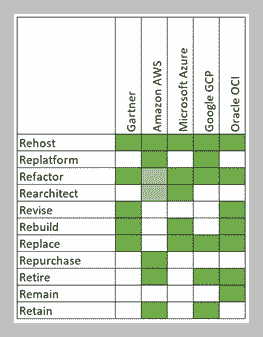 Gartner
Amazon AWS
Microsoft Azure
Google GCP
Oracle OCI
Rehost
Replatform
Refactor
Rearchitect
Revise
Rebuild
Replace
Repurchase
Retire
Remain
Retain